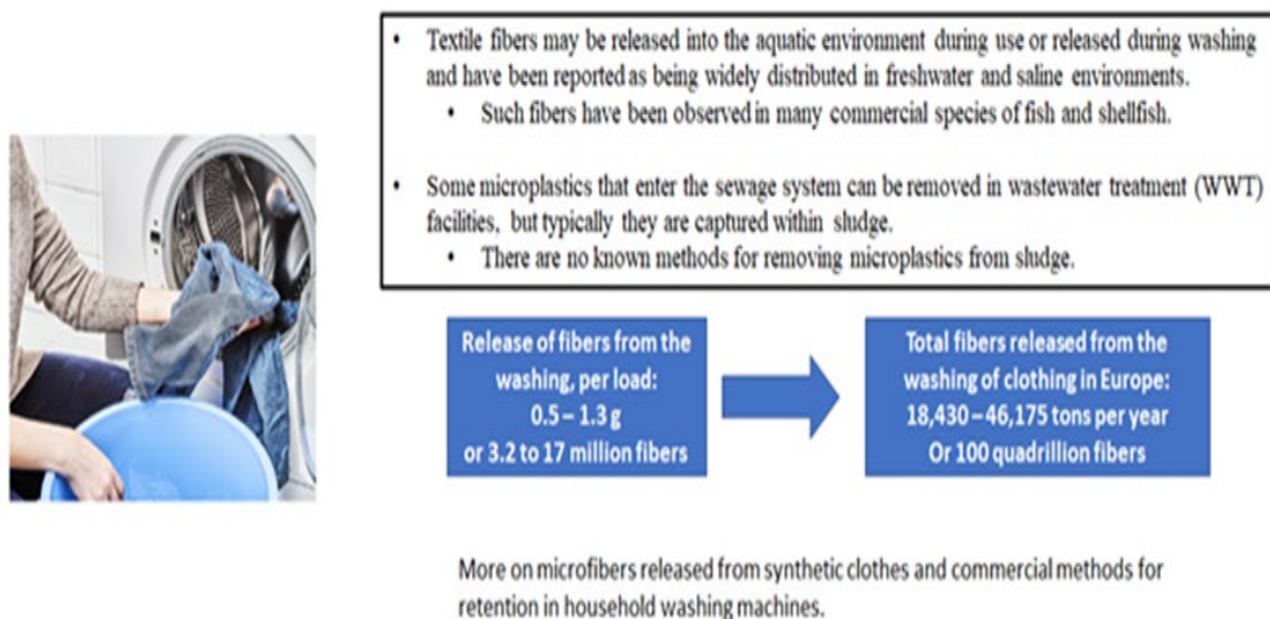 • Textile fibers may be released into the aquatic environment during use or released during washing
and have been reported as being widely distributed in freshwater and saline environments.
• Such fibers have been observed in many commercial species of fish and shellfish.
• Some microplastics that enter the sewage system can be removed in wastewater treatment (WWT)
facilities, but typically they are captured within sludge.
• There are no known methods for removing microplastics from sludge.
Release of fibers from the
washing, per load:
0.5 – 1.3 g
or 3.2 to 17 million fibers
Total fibers released from the
washing of clothing in Europe:
18,430 – 46,175 tons per year
Or 100 quadrillion fibers
More on microfibers released from synthetic clothes and commercial methods for
retention in household washing machines.